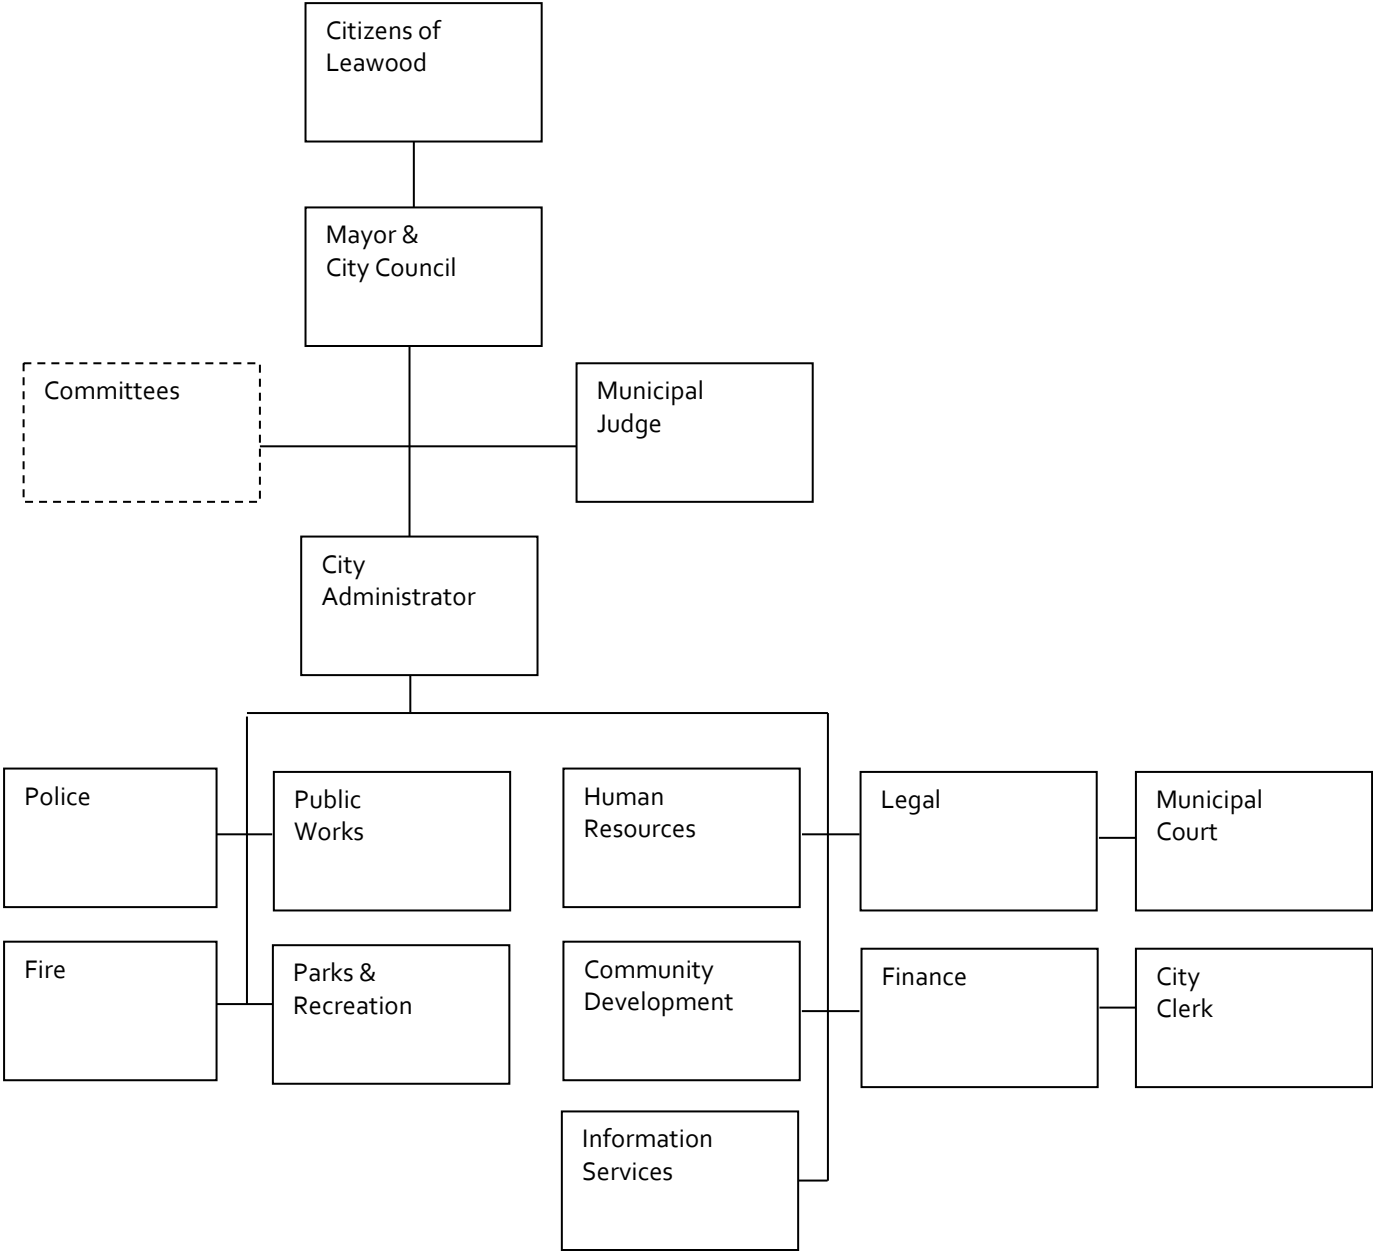 Citizens of
Leawood
Mayor &
City Council
Committees
Municipal
Judge
City
Administrator
Police
Public
Works
Human
Resources
Legal
Municipal
Court
Fire
Parks &
Recreation
Community
Development
Finance
City
Clerk
Information
Services